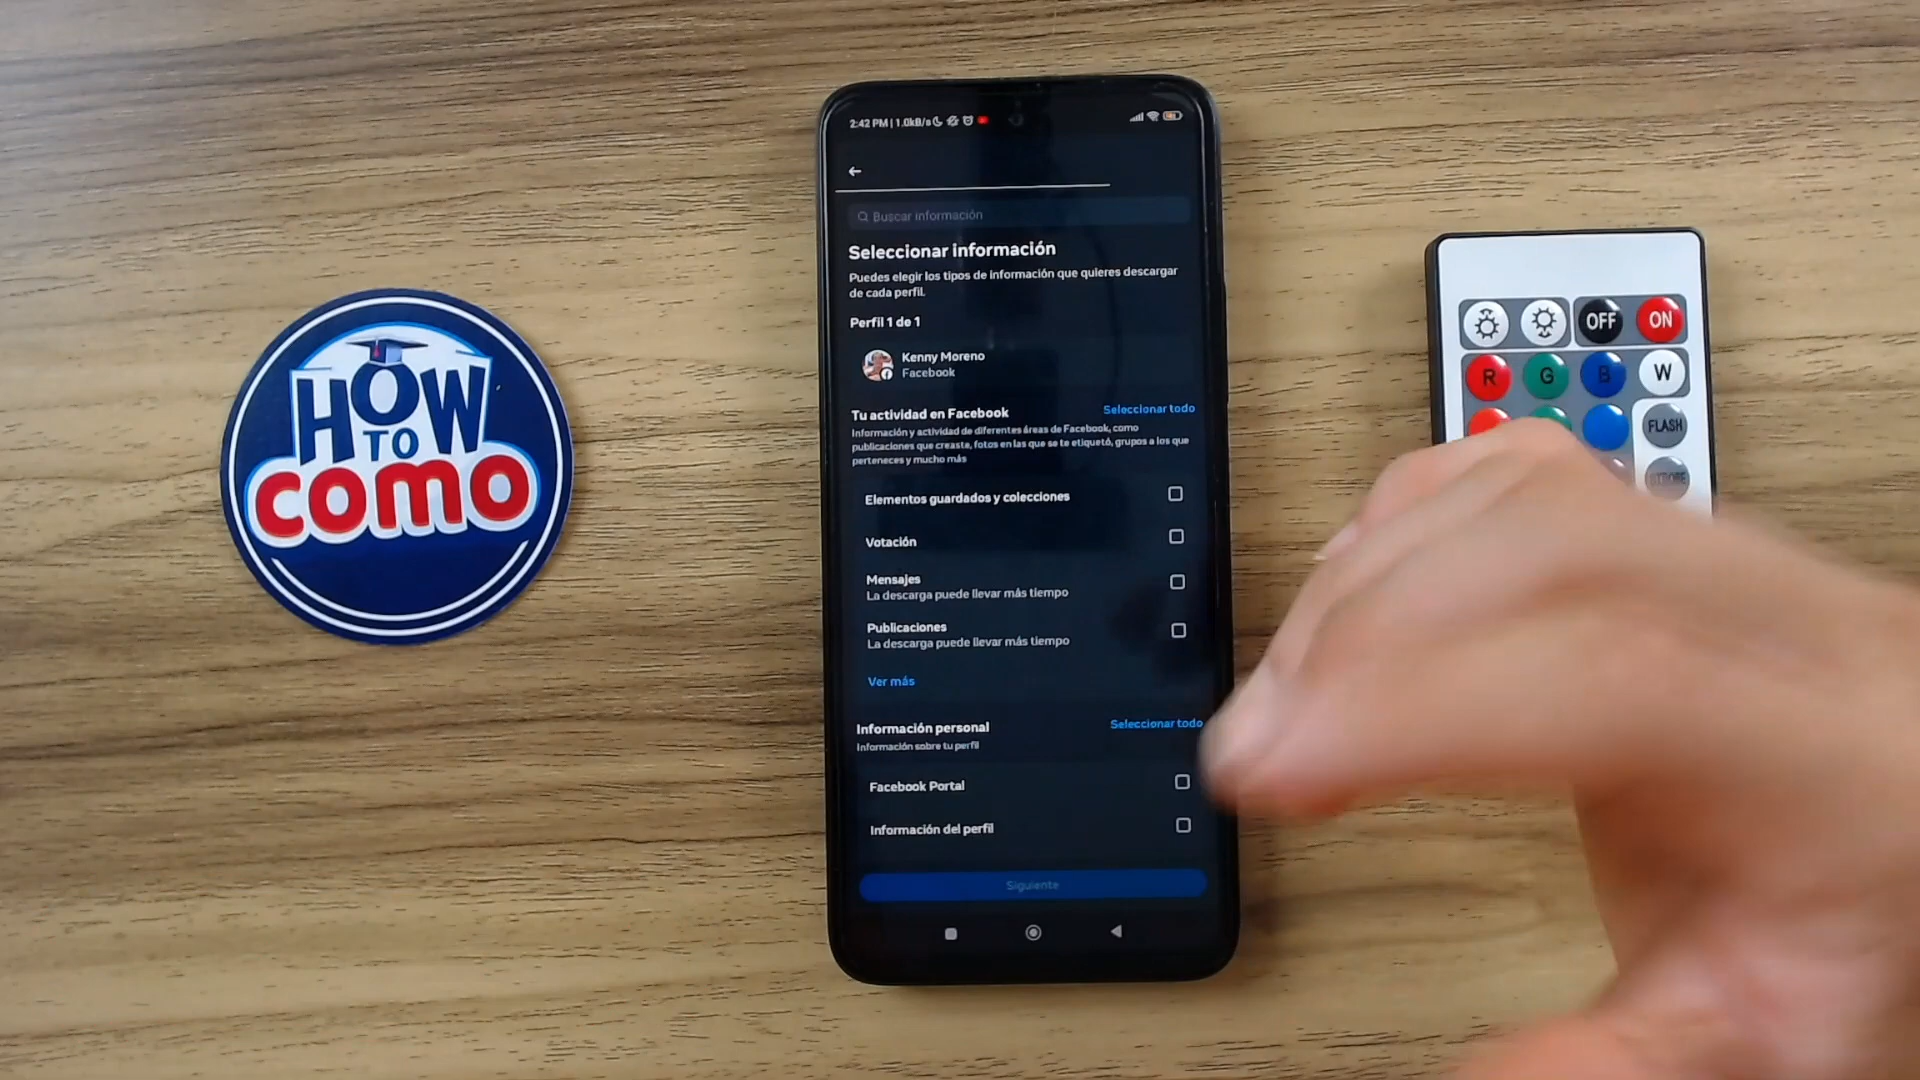 HOW
TO
COMO
2:42 PM | 1.0kB/s
Buscar información
Seleccionar información
Puedes elegir los tipos de información que quieres descargar
de cada perfil.
Perfil 1 de 1
Kenny Moreno
Facebook
Tu actividad en Facebook
Seleccionar todo
Información y actividad de diferentes áreas de Facebook, como
publicaciones que creaste, fotos en las que se te etiquetó, grupos a los que
perteneces y mucho más
Elementos guardados y colecciones
Votación
Mensajes
La descarga puede llevar más tiempo
Publicaciones
La descarga puede llevar más tiempo
Ver más
Información personal
Seleccionar todo
Información sobre tu perfil
Facebook Portal
Información del perfil
Siguiente
OFF
ON
R
G
B
W
FLASH